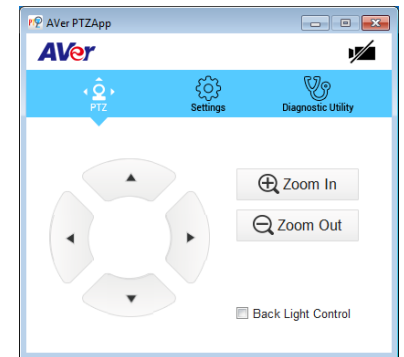 AVer PTZApp
AVer
PTZ
Settings
Diagnostic Utility
Zoom In
Zoom Out
Back Light Control